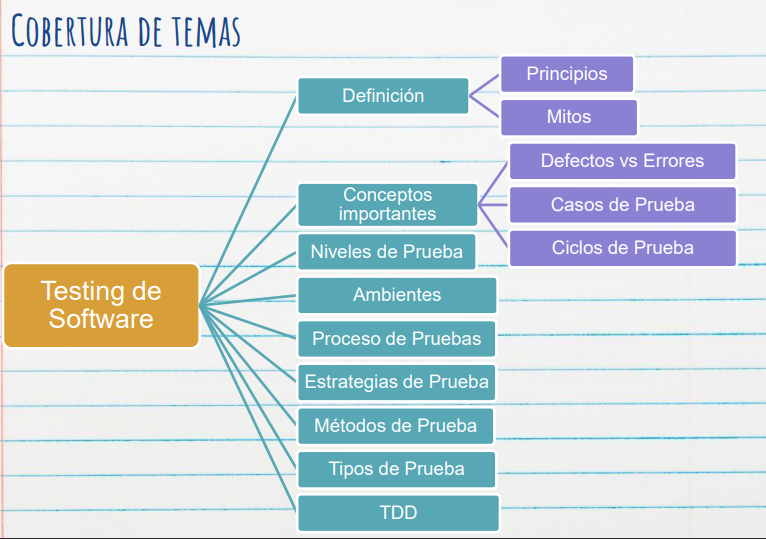 COBERTURA DE TEMAS
Definición
Principios
Mitos
Conceptos
importantes
Defectos vs Errores
Casos de Prueba
Ciclos de Prueba
Niveles de Prueba
Testing de
Software
Ambientes
Proceso de Pruebas
Estrategias de Prueba
Métodos de Prueba
Tipos de Prueba
TDD